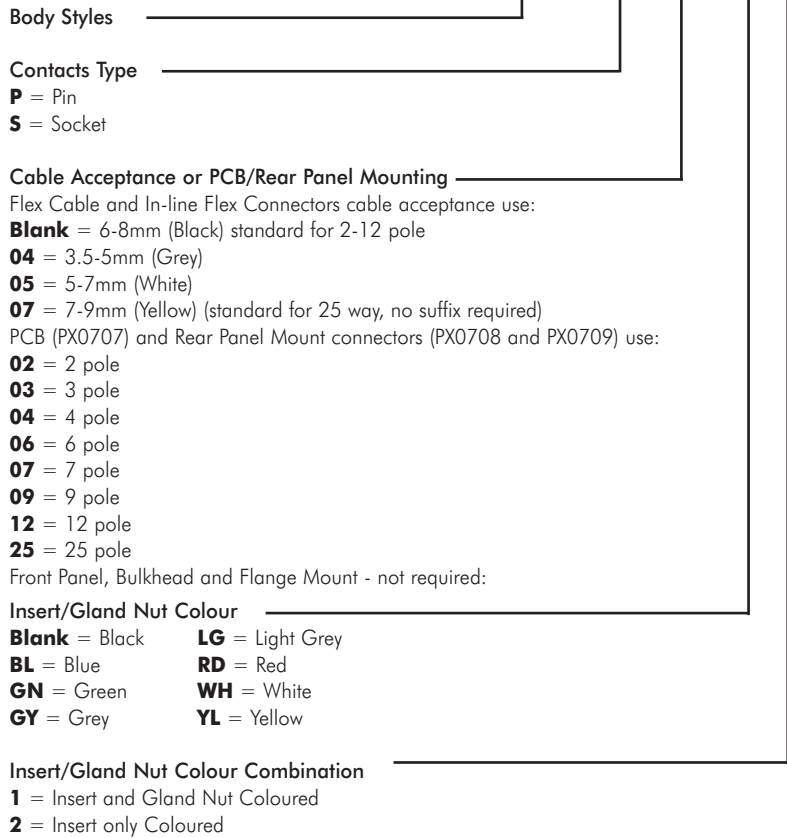 Body Styles
Contacts Type
P = Pin
S = Socket
Cable Acceptance or PCB/Rear Panel Mounting
Flex Cable and In-line Flex Connectors cable acceptance use:
Blank = 6-8mm (Black) standard for 2-12 pole
04 = 3.5-5mm (Grey)
05 = 5-7mm (White)
07 = 7-9mm (Yellow) (standard for 25 way, no suffix required)
PCB (PX0707) and Rear Panel Mount connectors (PX0708 and PX0709) use:
02 = 2 pole
03 = 3 pole
04 = 4 pole
06 = 6 pole
07 = 7 pole
09 = 9 pole
12 = 12 pole
25 = 25 pole
Front Panel, Bulkhead and Flange Mount - not required:
Insert/Gland Nut Colour
Blank = Black LG = Light Grey
BL = Blue RD = Red
GN = Green WH = White
GY = Grey YL = Yellow
Insert/Gland Nut Colour Combination
1 = Insert and Gland Nut Coloured
2 = Insert only Coloured